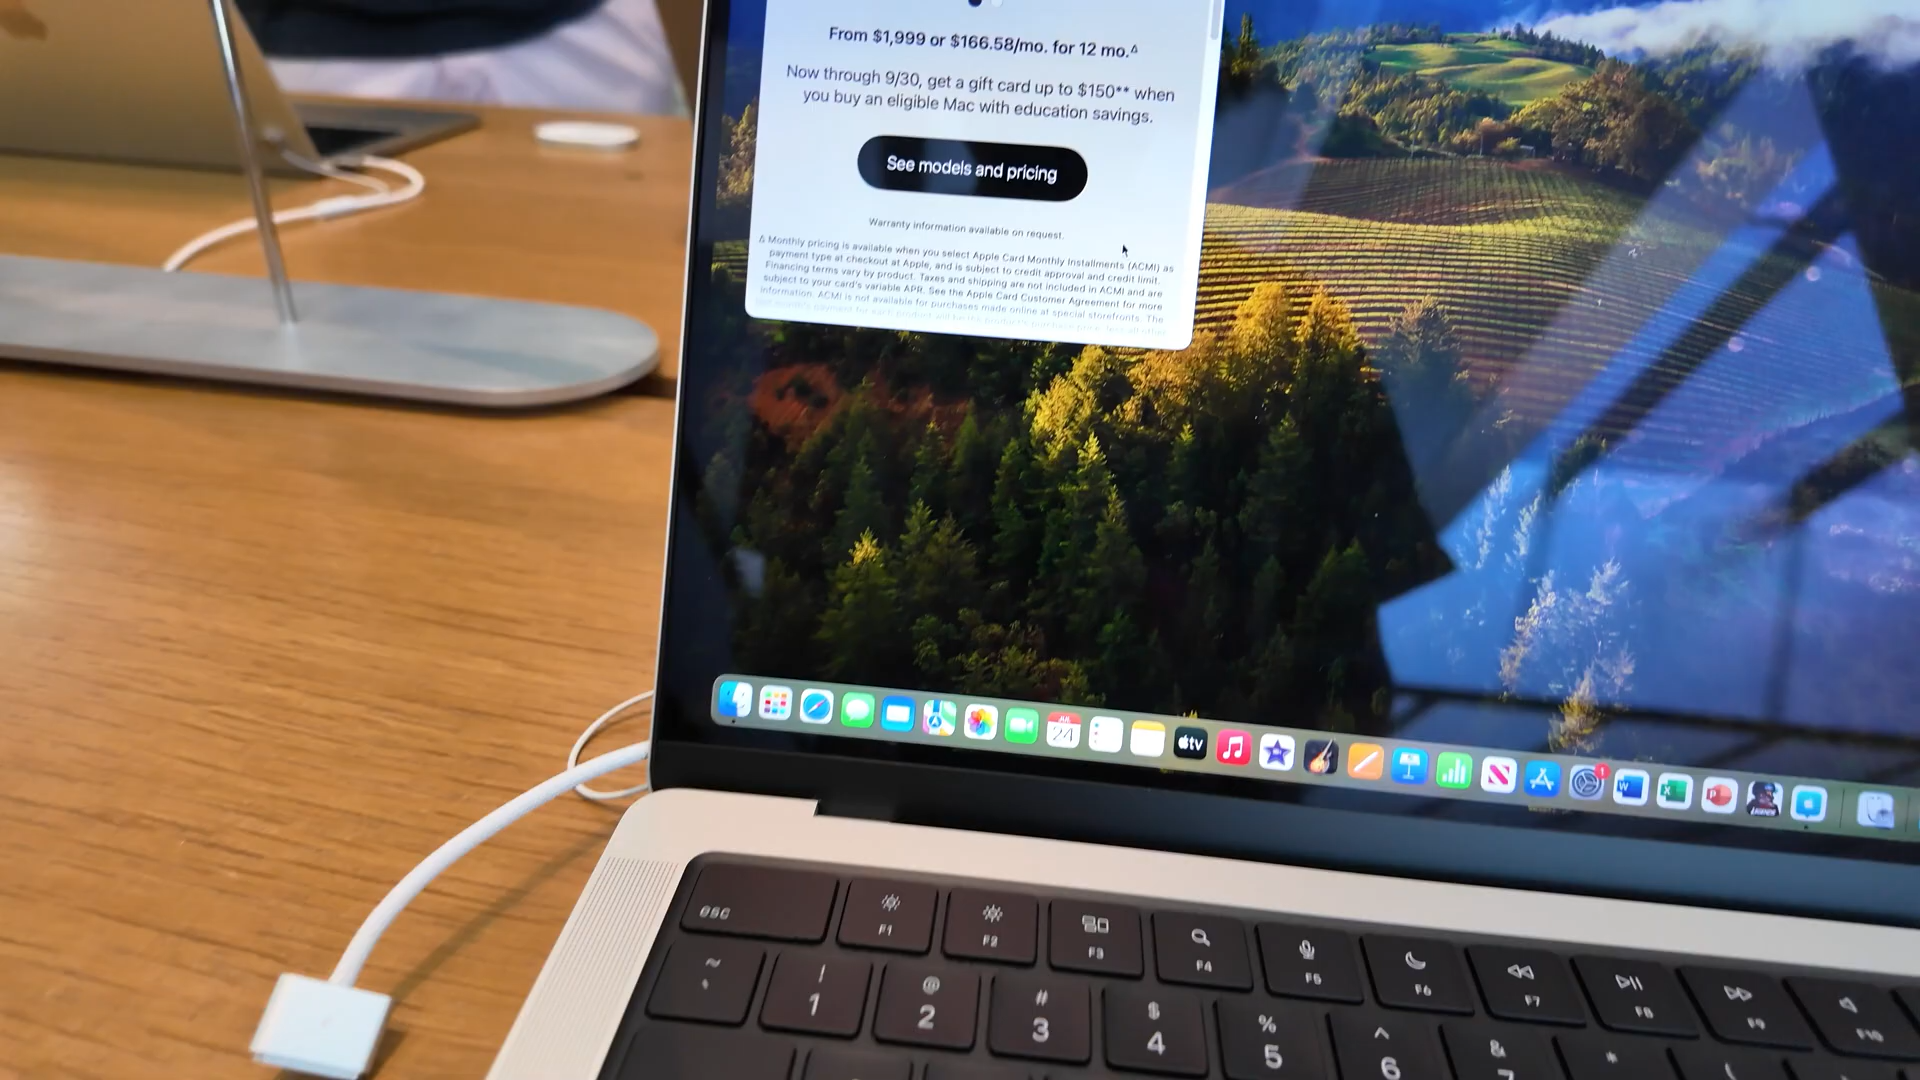 From $1,999 or $166.58/mo. for 12 mo.Δ
Now through 9/30, get a gift card up to $150** when
you buy an eligible Mac with education savings.
See models and pricing
Warranty information available on request.
Δ Monthly pricing is available when you select Apple Card Monthly Installments (ACMI) as
payment type at checkout at Apple, and is subject to credit approval and credit limit.
Financing terms vary by product. Taxes and shipping are not included in ACMI and are
subject to your card's variable APR. See the Apple Card Customer Agreement for more
information. ACMI is not available for purchases made online at special storefronts. The
JUL
24
tv
1
W
X
P
esc
F1
F2
F3
F4
F5
F6
F7
F8
F9
F10
~
`
!
1
@
2
#
3
$
4
%
5
^
6
&
7
*
(